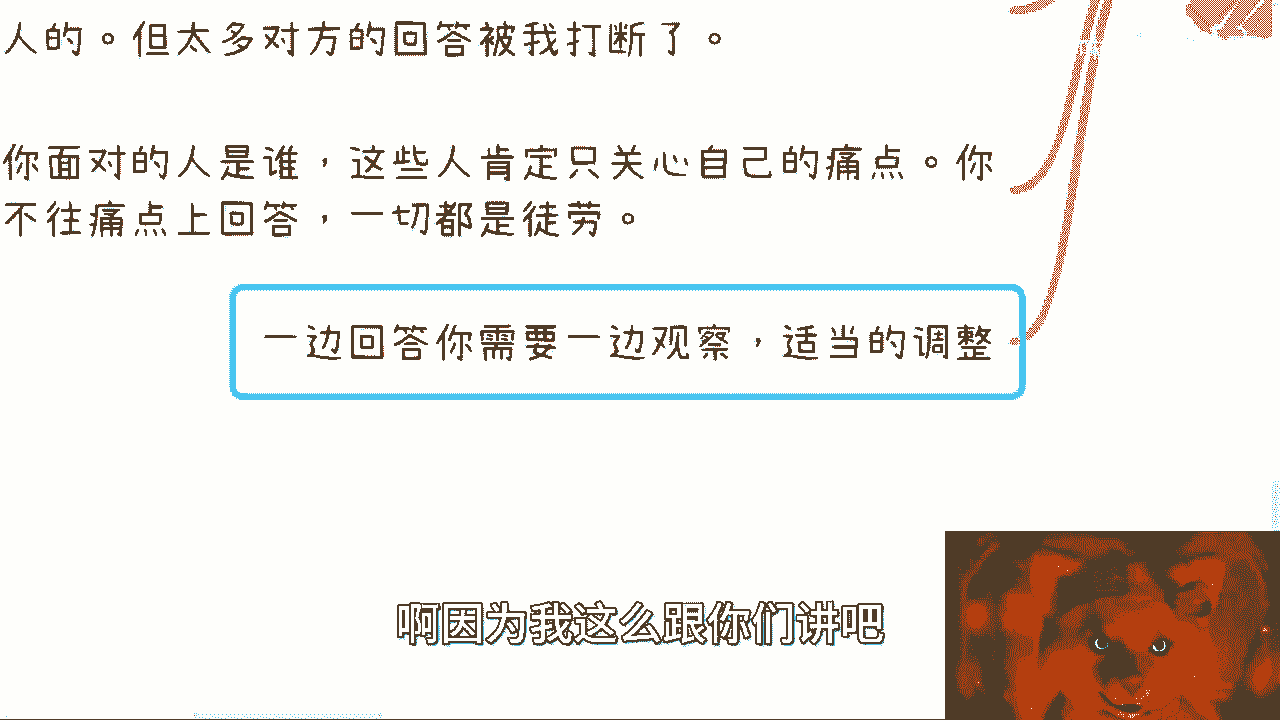 人的。但太多对方的回答被我打断了。
你面对的人是谁，这些人肯定只关心自己的痛点。你
不往痛点上回答，一切都是徒劳。
一边回答你需要一边观察，适当的调整
啊因为我这么跟你们讲吧